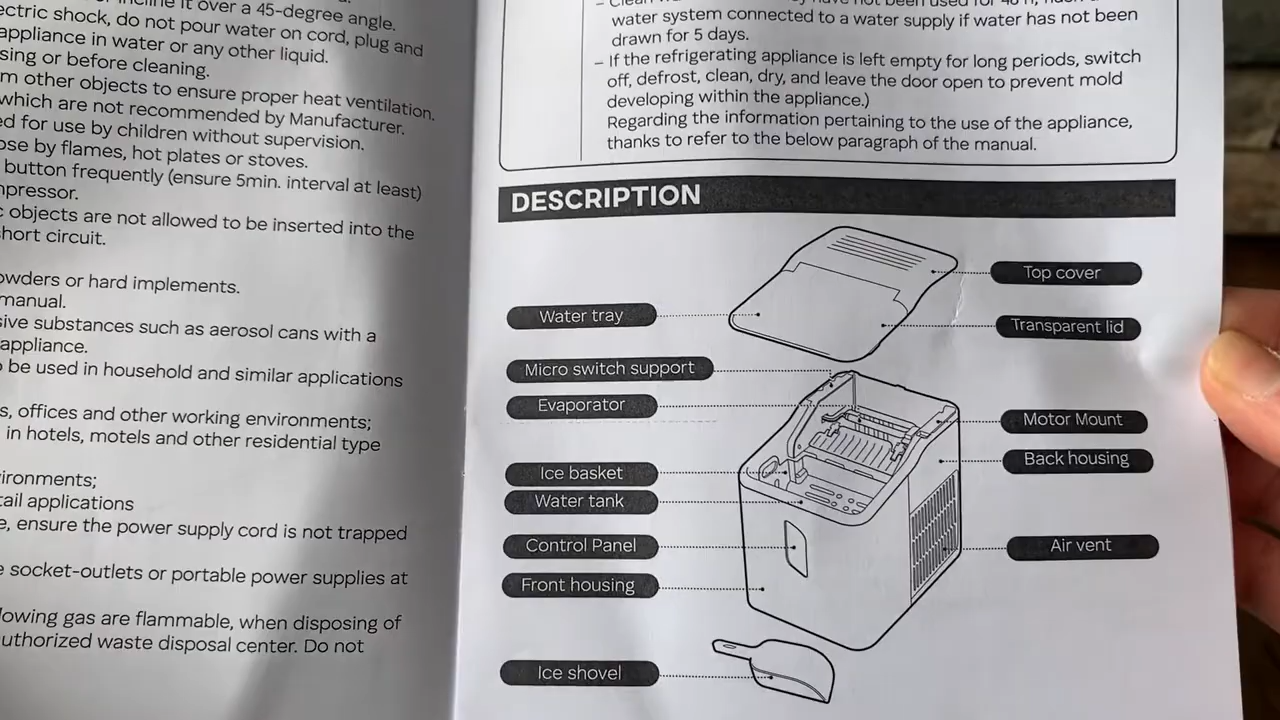 it over a 45-degree angle.
ectric shock, do not pour water on cord, plug and
appliance in water or any other liquid.
sing or before cleaning.
m other objects to ensure proper heat ventilation.
which are not recommended by Manufacturer.
ed for use by children without supervision.
ose by flames, hot plates or stoves.
button frequently (ensure 5min. interval at least)
mpressor.
c objects are not allowed to be inserted into the
hort circuit.
owders or hard implements.
manual.
sive substances such as aerosol cans with a
appliance.
be used in household and similar applications
s, offices and other working environments;
in hotels, motels and other residential type
vironments;
tail applications
e, ensure the power supply cord is not trapped
e socket-outlets or portable power supplies at
lowing gas are flammable, when disposing of
uthorized waste disposal center. Do not
water system connected to a water supply if water has not been
drawn for 5 days.
– If the refrigerating appliance is left empty for long periods, switch
off, defrost, clean, dry, and leave the door open to prevent mold
developing within the appliance.)
Regarding the information pertaining to the use of the appliance,
thanks to refer to the below paragraph of the manual.
DESCRIPTION
Top cover
Water tray
Transparent lid
Micro switch support
Evaporator
Motor Mount
Back housing
Ice basket
Water tank
Control Panel
Air vent
Front housing
Ice shovel